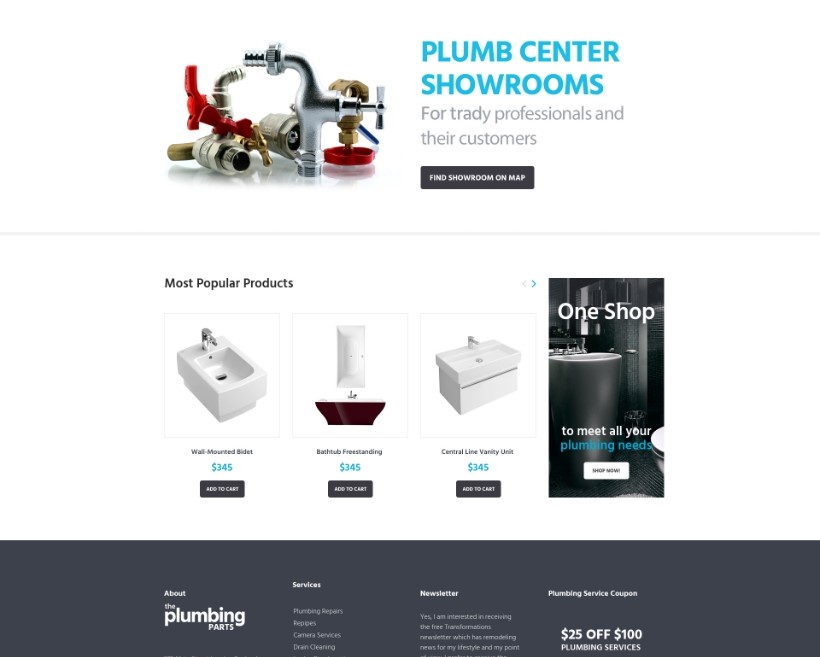 PLUMB CENTER
SHOWROOMS
For trady professionals and
their customers
FIND SHOWROOM ON MAP
Most Popular Products
Wall-Mounted Bidet
$345
ADD TO CART
Bathtub Freestanding
$345
ADD TO CART
Central Line Vanity Unit
$345
ADD TO CART
One Shop
to meet all your
plumbing needs
SHOP NOW!
About
the
plumbing
PARTS
Services
Plumbing Repairs
Repipes
Camera Services
Drain Cleaning
Newsletter
Yes, I am interested in receiving
the free Transformations
newsletter which has remodeling
news for my lifestyle and my point
Plumbing Service Coupon
$25 OFF $100
PLUMBING SERVICES